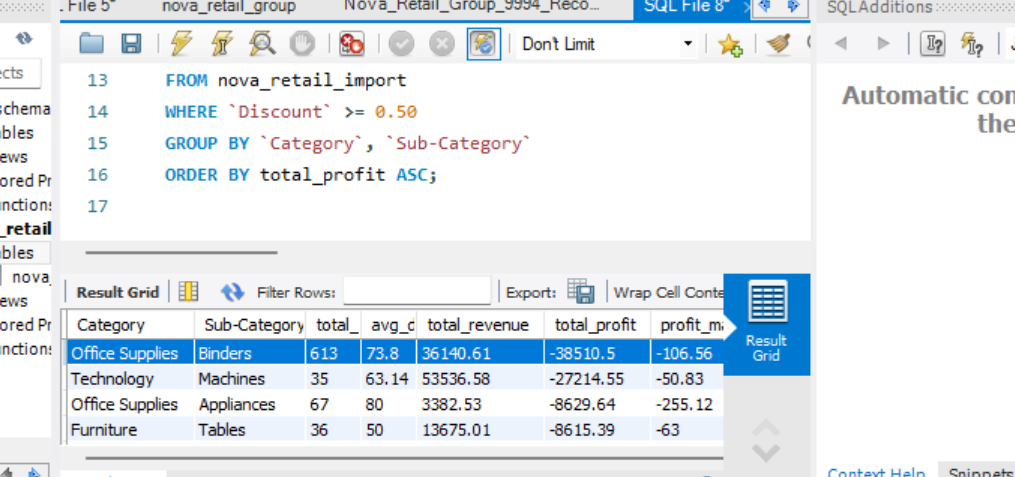 . File 5*
nova_retail_group
Nova_Retail_Group_9994_Reco...
SQL File 8*
SQLAdditions
Don't Limit
13 FROM nova_retail_import
14 WHERE `Discount` >= 0.50
15 GROUP BY `Category`, `Sub-Category`
16 ORDER BY total_profit ASC;
17
ects
schema
bles
ews
ored Pr
unctions
_retail
bles
nova_
ews
ored Pr
unctions
Automatic con
the
Result Grid Filter Rows: Export: Wrap Cell Conte
Category Sub-Category total_ avg_d total_revenue total_profit profit_ma
Office Supplies Binders 613 73.8 36140.61 -38510.5 -106.56
Technology Machines 35 63.14 53536.58 -27214.55 -50.83
Office Supplies Appliances 67 80 3382.53 -8629.64 -255.12
Furniture Tables 36 50 13675.01 -8615.39 -63
Result
Grid
Context Help Snippets